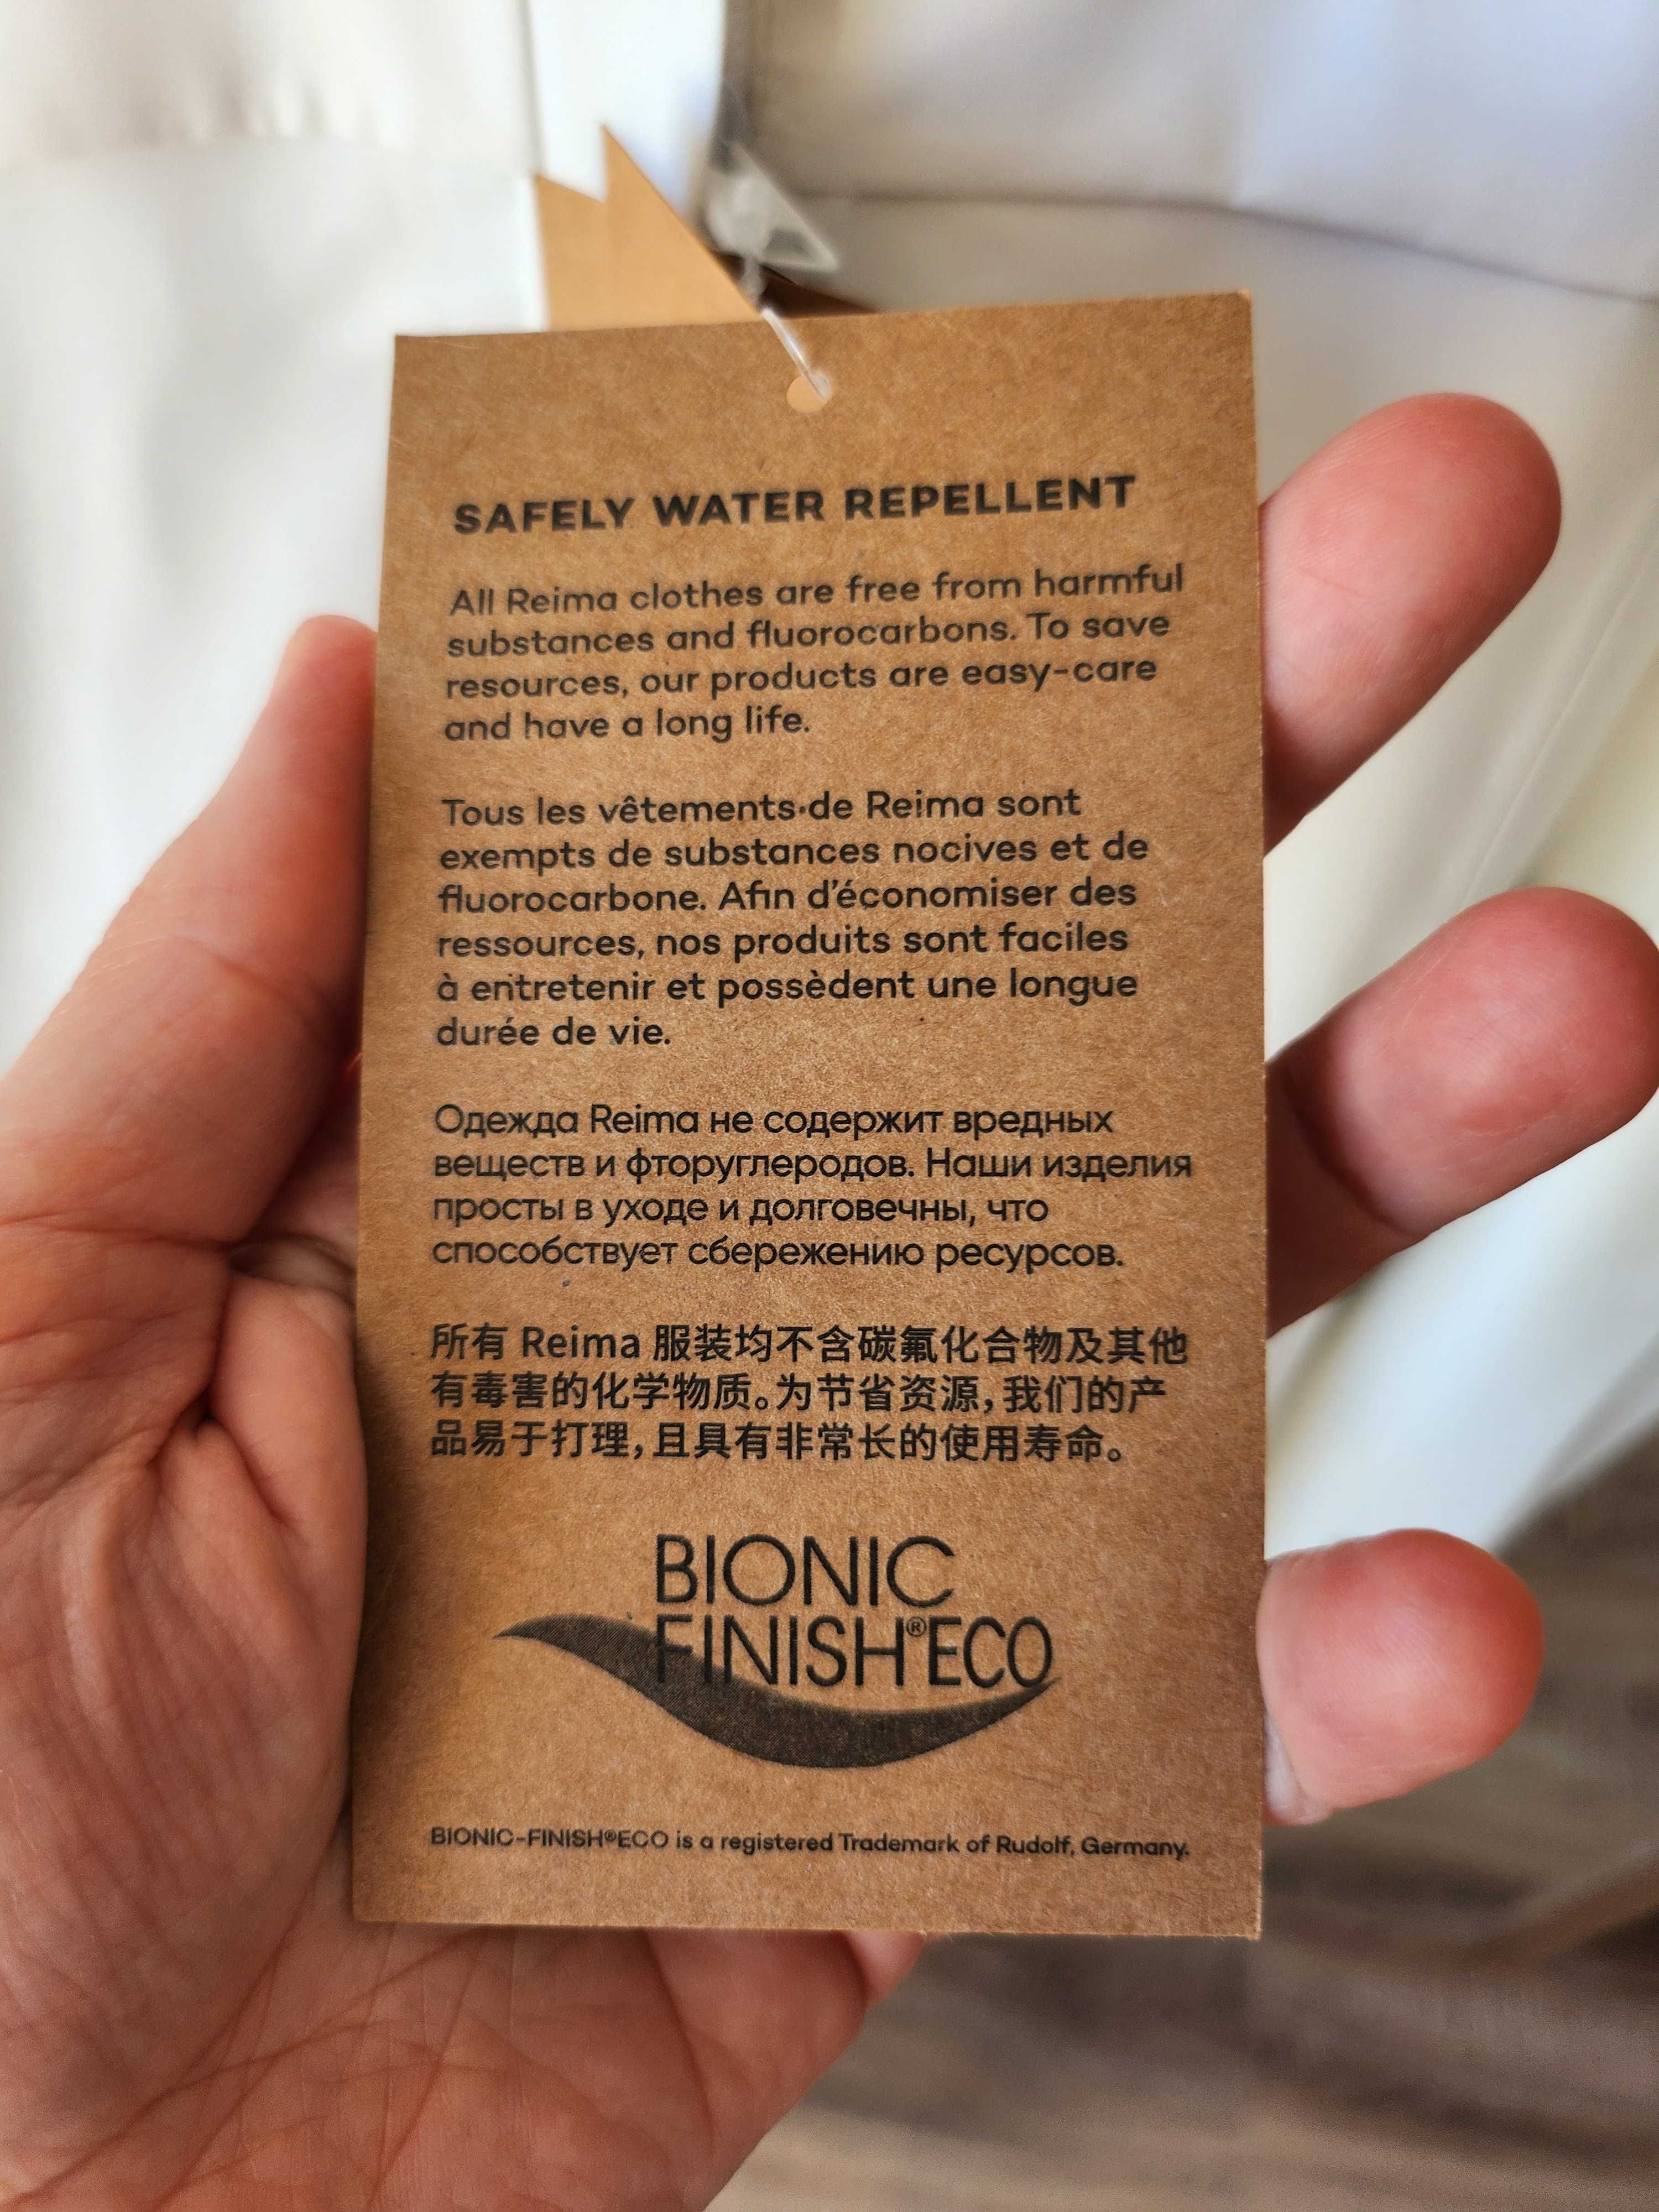 SAFELY WATER REPELLENT
All Reima clothes are free from harmful
substances and fluorocarbons. To save
resources, our products are easy-care
and have a long life.
Tous les vêtements de Reima sont
exempts de substances nocives et de
fluorocarbone. Afin d'économiser des
ressources, nos produits sont faciles
à entretenir et possèdent une longue
durée de vie.
Одежда Reima не содержит вредных
веществ и фторуглеродов. Наши изделия
просты в уходе и долговечны, что
способствует сбережению ресурсов.
所有 Reima 服装均不含碳氟化合物及其他
有毒害的化学物质。为节省资源，我们的产
品易于打理，且具有非常长的使用寿命。
BIONIC
FINISH®ECO
BIONIC-FINISH®ECO is a registered Trademark of Rudolf, Germany.